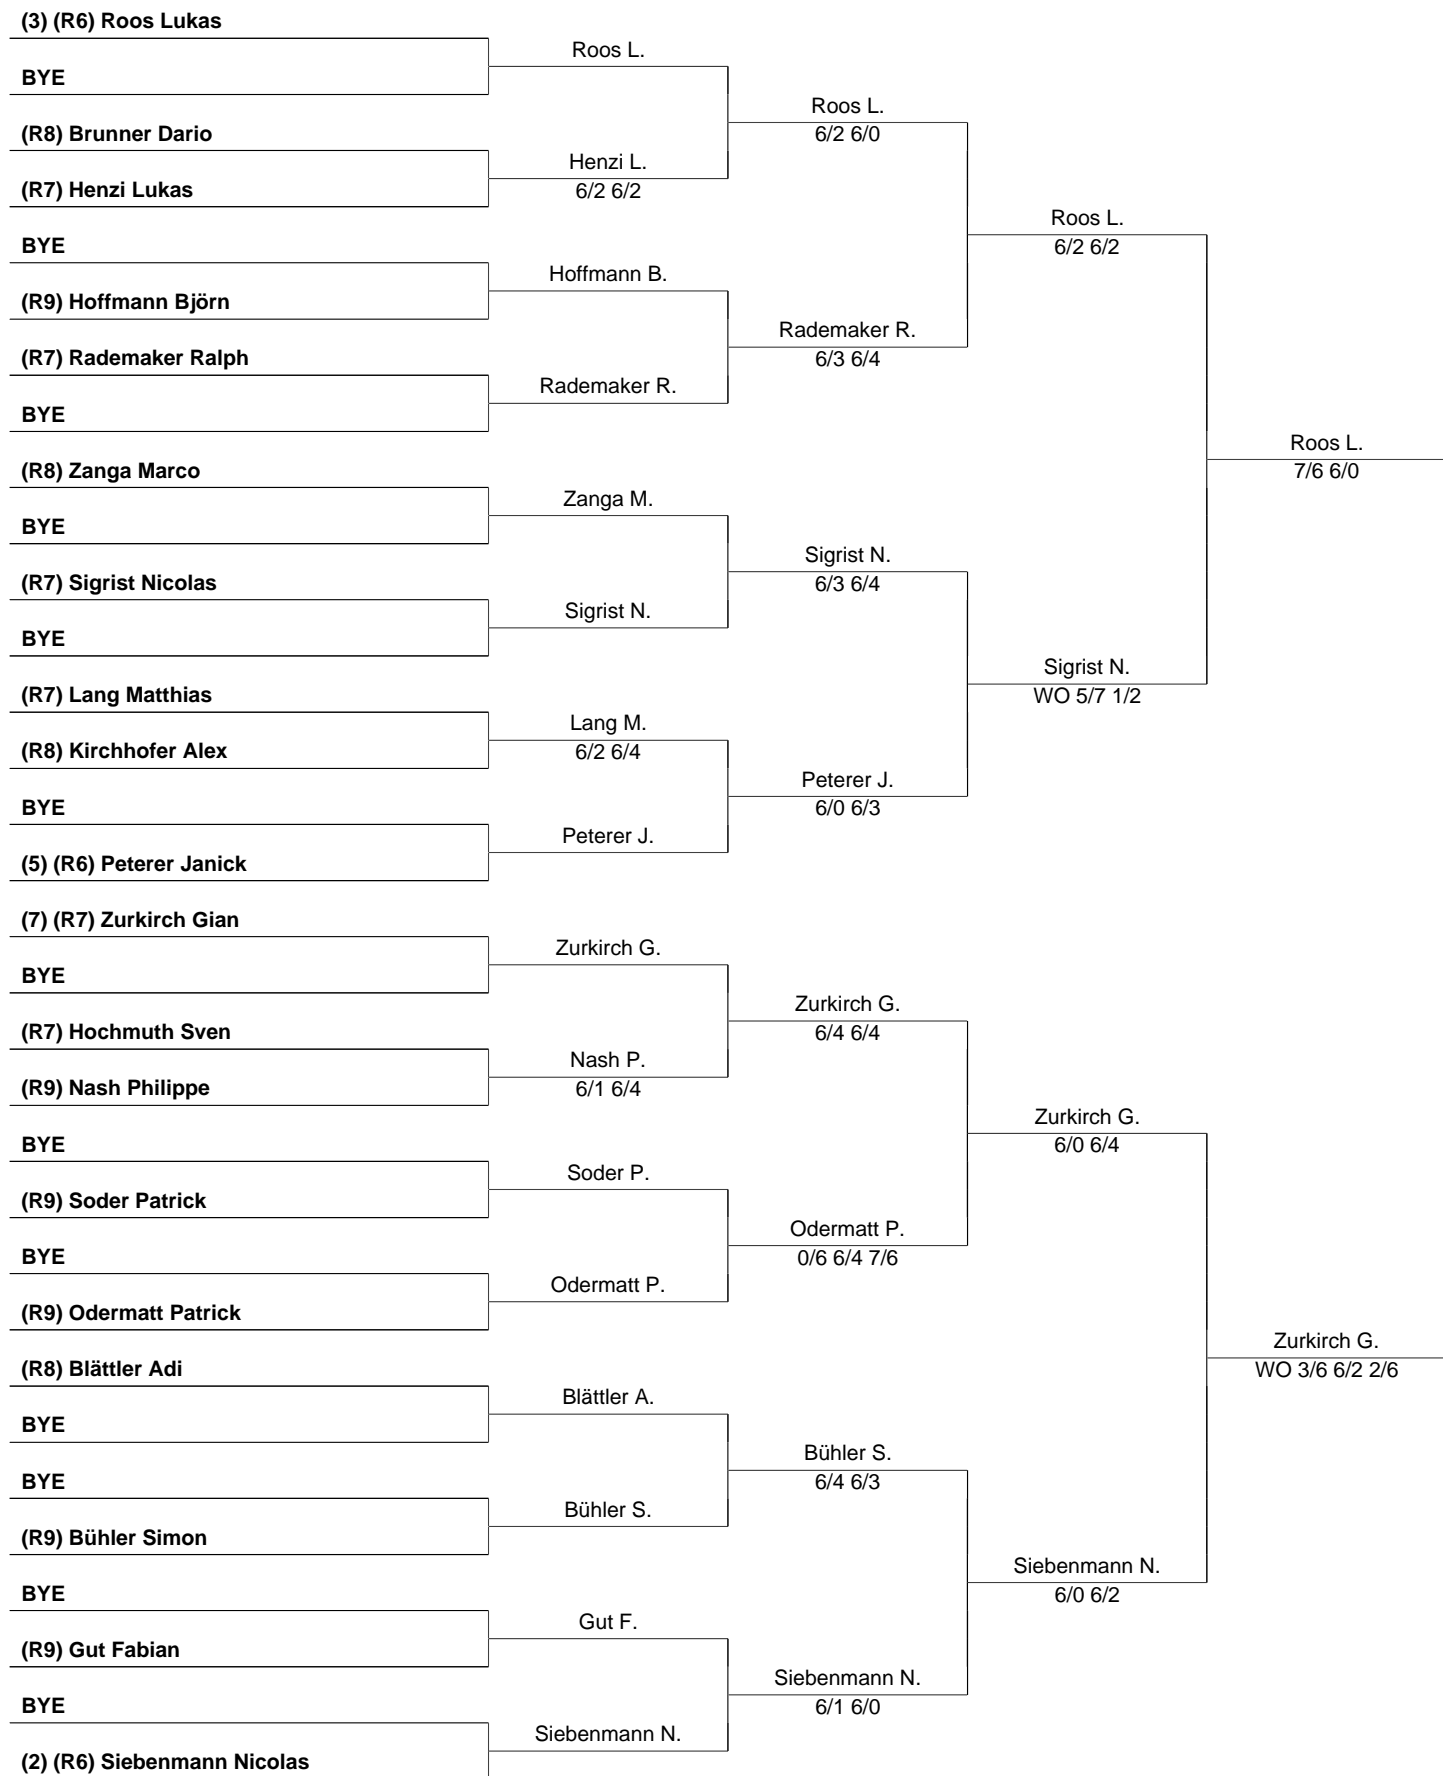 (3) (R6) Roos Lukas
BYE
(R8) Brunner Dario
(R7) Henzi Lukas
BYE
(R9) Hoffmann Björn
(R7) Rademaker Ralph
BYE
(R8) Zanga Marco
BYE
(R7) Sigrist Nicolas
BYE
(R7) Lang Matthias
(R8) Kirchhofer Alex
BYE
(5) (R6) Peterer Janick
(7) (R7) Zurkirch Gian
BYE
(R7) Hochmuth Sven
(R9) Nash Philippe
BYE
(R9) Soder Patrick
BYE
(R9) Odermatt Patrick
(R8) Blättler Adi
BYE
BYE
(R9) Bühler Simon
BYE
(R9) Gut Fabian
BYE
(2) (R6) Siebenmann Nicolas
Roos L.
Henzi L.
6/2 6/2
Hoffmann B.
Rademaker R.
Zanga M.
Sigrist N.
Lang M.
6/2 6/4
Peterer J.
Zurkirch G.
Nash P.
6/1 6/4
Soder P.
Odermatt P.
Blättler A.
Bühler S.
Gut F.
Siebenmann N.
Roos L.
6/2 6/0
Rademaker R.
6/3 6/4
Sigrist N.
6/3 6/4
Peterer J.
6/0 6/3
Zurkirch G.
6/4 6/4
Odermatt P.
0/6 6/4 7/6
Bühler S.
6/4 6/3
Siebenmann N.
6/1 6/0
Roos L.
6/2 6/2
Sigrist N.
WO 5/7 1/2
Zurkirch G.
6/0 6/4
Siebenmann N.
6/0 6/2
Roos L.
7/6 6/0
Zurkirch G.
WO 3/6 6/2 2/6